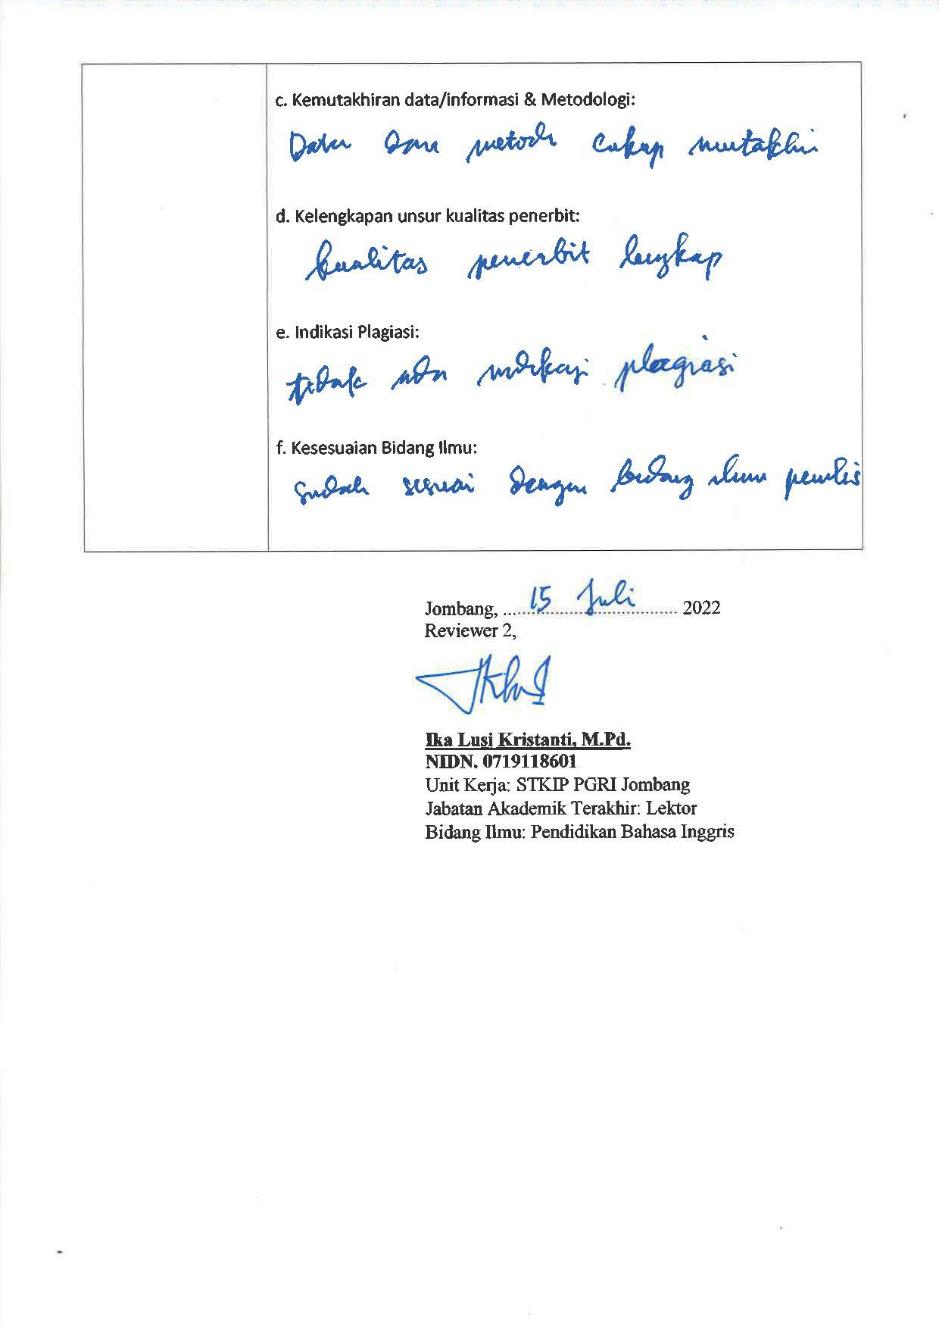 c. Kemutakhiran data/informasi & Metodologi:
Data dan metode cukup mutakhir
d. Kelengkapan unsur kualitas penerbit:
kualitas penerbit lengkap
e. Indikasi Plagiasi:
tidak ada indikasi plagiasi
f. Kesesuaian Bidang Ilmu:
sudah sesuai dengan bidang ilmu penulis
Jombang, ...... 15 Juli ...... 2022
Reviewer 2,
Ika Lusi Kristanti, M.Pd.
NIDN. 0719118601
Unit Kerja: STKIP PGRI Jombang
Jabatan Akademik Terakhir: Lektor
Bidang Ilmu: Pendidikan Bahasa Inggris